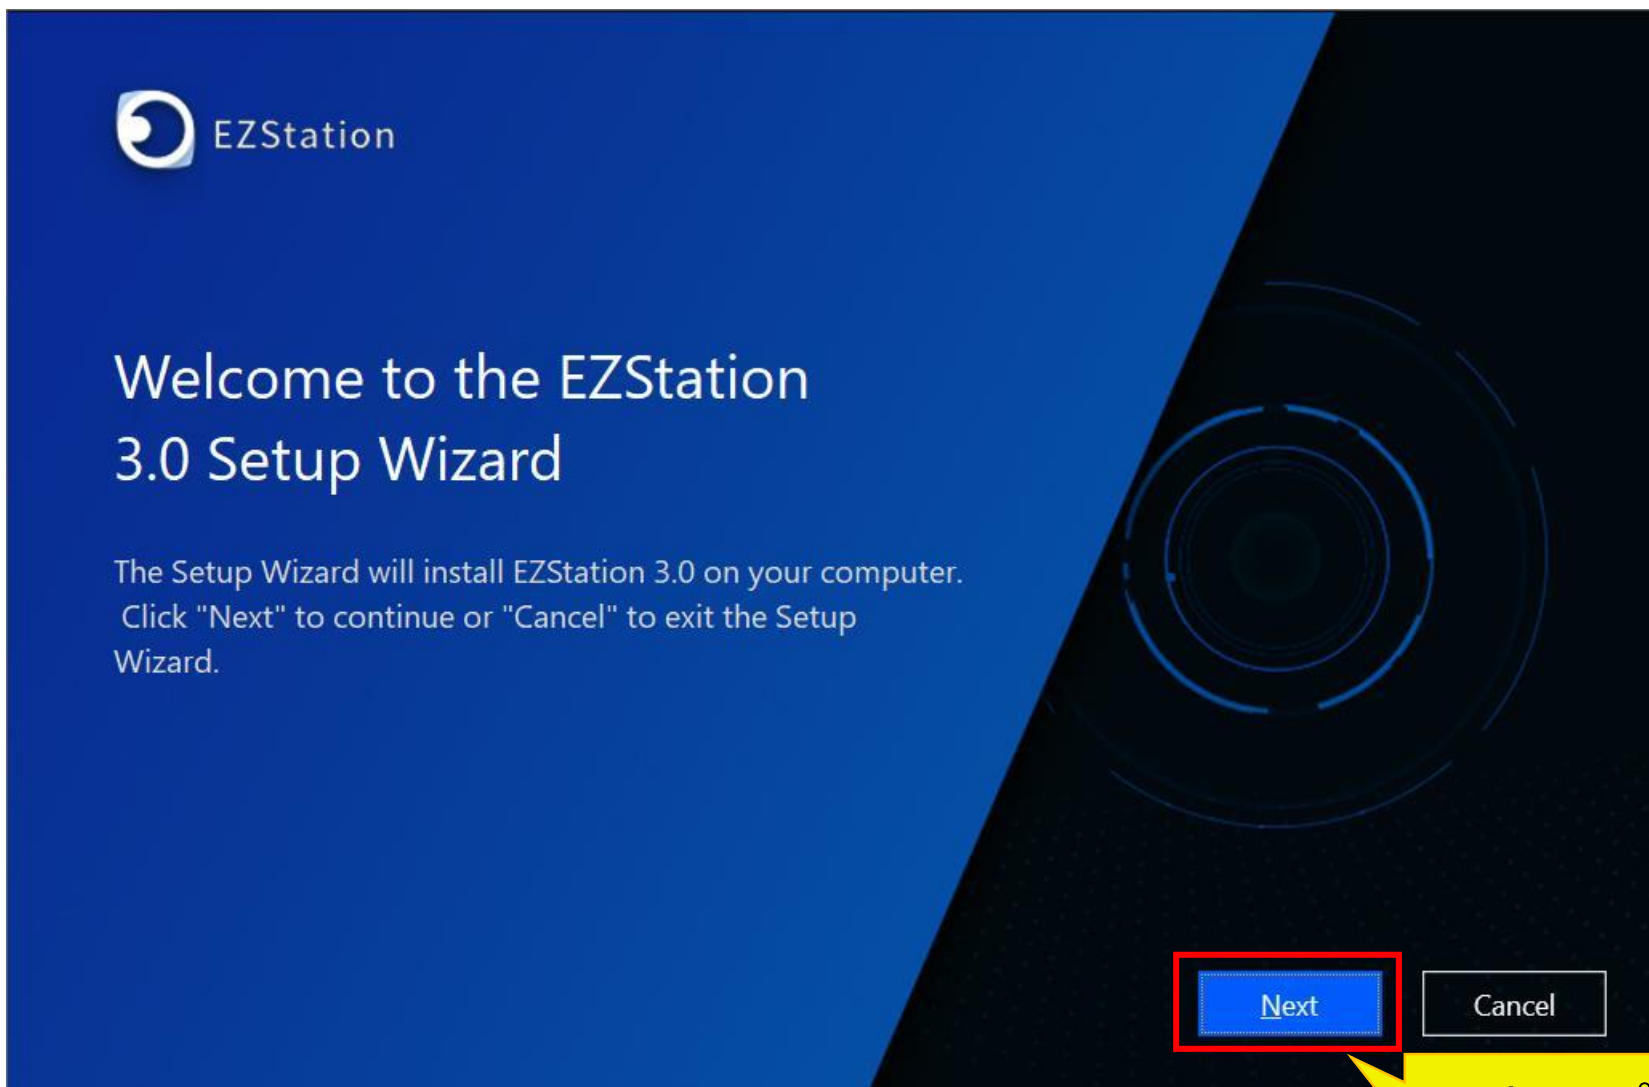 EZStation
Welcome to the EZStation
3.0 Setup Wizard
The Setup Wizard will install EZStation 3.0 on your computer.
Click "Next" to continue or "Cancel" to exit the Setup
Wizard.
Next
Cancel